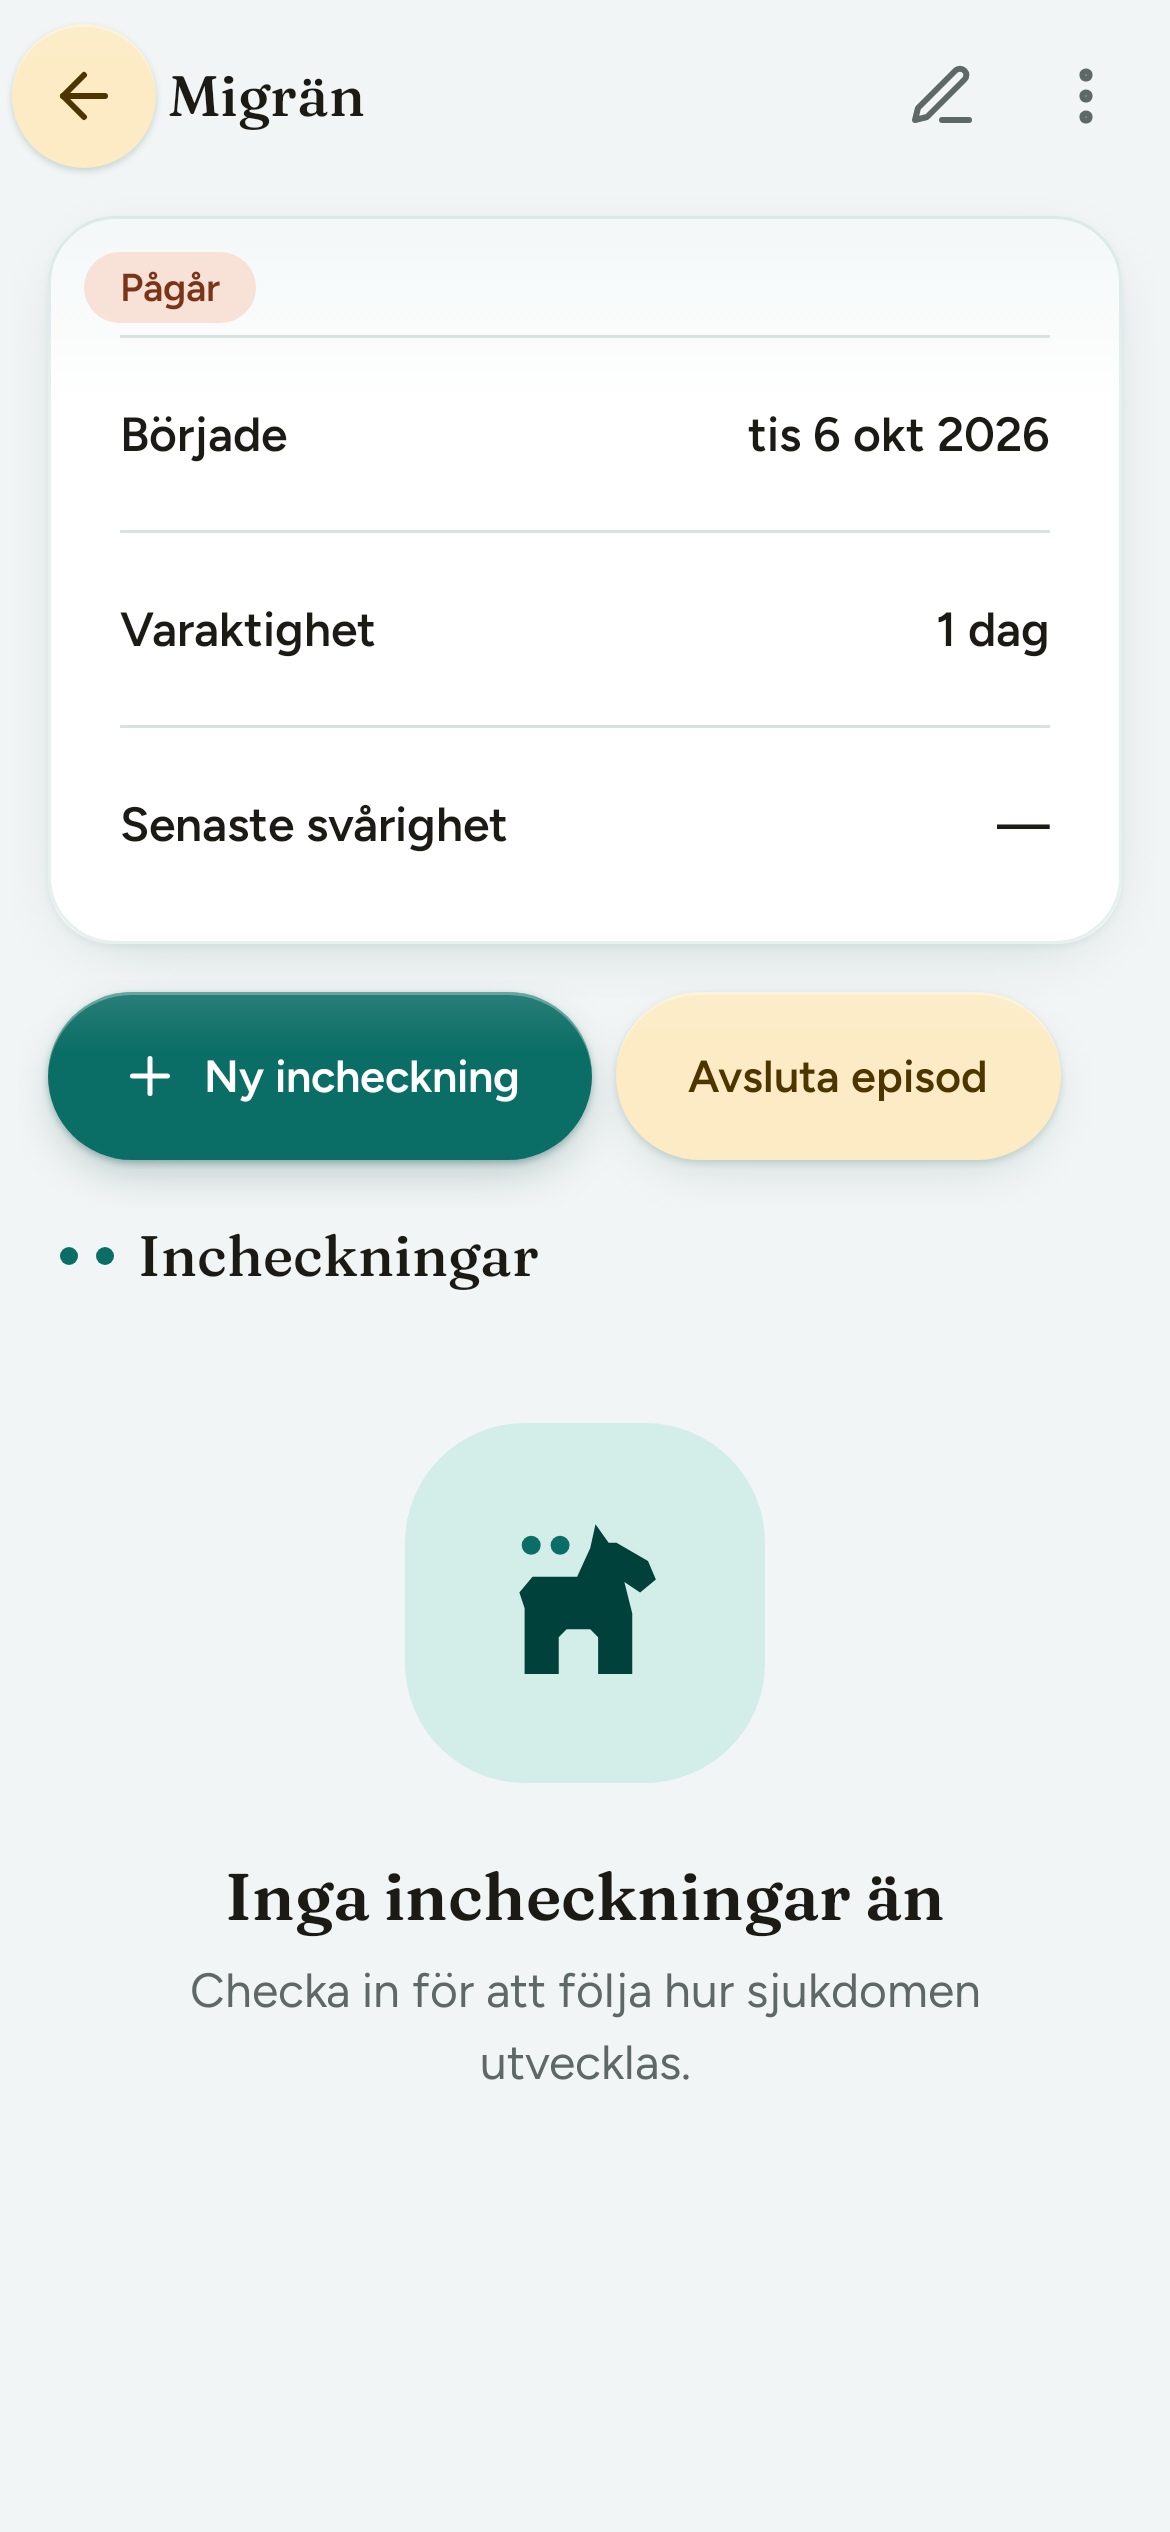 Migrän
Pågår
Började tis 6 okt 2026
Varaktighet 1 dag
Senaste svårighet —
Ny incheckning Avsluta episod
Incheckningar
Inga incheckningar än
Checka in för att följa hur sjukdomen
utvecklas.